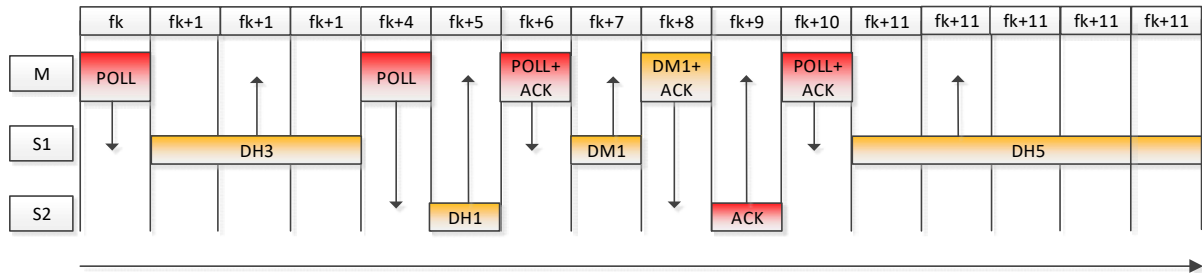 fk fk+1 fk+1 fk+1 fk+4 fk+5 fk+6 fk+7 fk+8 fk+9 fk+10 fk+11 fk+11 fk+11 fk+11 fk+11
M POLL POLL POLL+ DM1+ POLL+
ACK ACK ACK
S1 DH3 DM1 DH5
S2 DH1 ACK